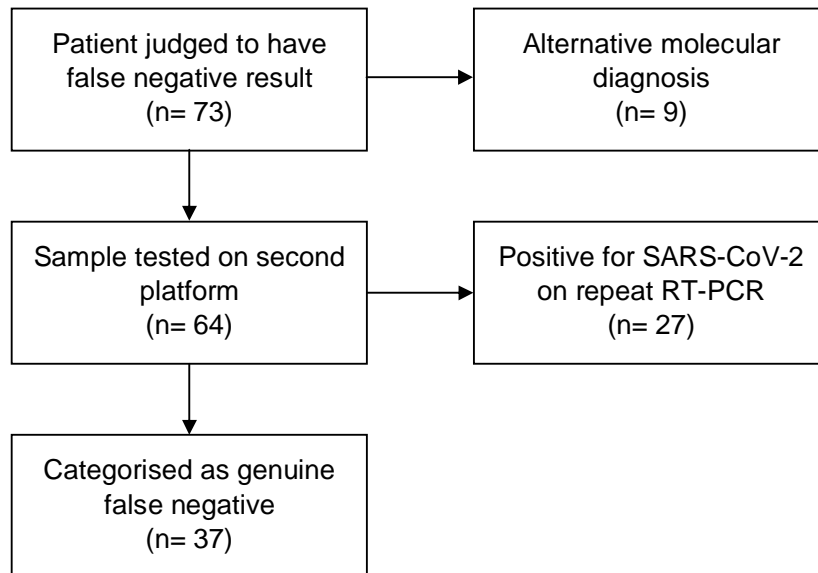 Patient judged to have
false negative result
(n= 73)
Alternative molecular
diagnosis
(n= 9)
Sample tested on second
platform
(n= 64)
Positive for SARS-CoV-2
on repeat RT-PCR
(n= 27)
Categorised as genuine
false negative
(n= 37)